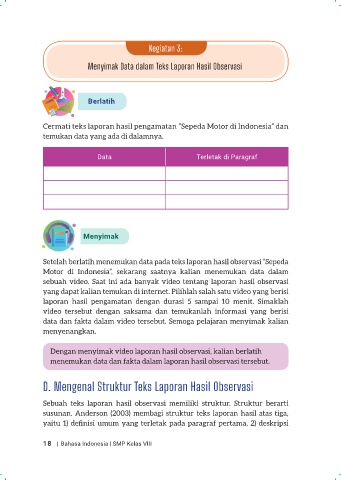 Kegiatan 3:
Menyimak Data dalam Teks Laporan Hasil Observasi
Berlatih
Cermati teks laporan hasil pengamatan "Sepeda Motor di Indonesia" dan
temukan data yang ada di dalamnya.
Data Terletak di Paragraf
Menyimak
Setelah berlatih menemukan data pada teks laporan hasil observasi "Sepeda
Motor di Indonesia", sekarang saatnya kalian menemukan data dalam
sebuah video. Saat ini ada banyak video tentang laporan hasil observasi
yang dapat kalian temukan di internet. Pilihlah salah satu video yang berisi
laporan hasil pengamatan dengan durasi 5 sampai 10 menit. Simaklah
video tersebut dengan saksama dan temukanlah informasi yang berisi
data dan fakta dalam video tersebut. Semoga pelajaran menyimak kalian
menyenangkan.
Dengan menyimak video laporan hasil observasi, kalian berlatih
menemukan data dan fakta dalam laporan hasil observasi tersebut.
D. Mengenal Struktur Teks Laporan Hasil Observasi
Sebuah teks laporan hasil observasi memiliki struktur. Struktur berarti
susunan. Anderson (2003) membagi struktur teks laporan hasil atas tiga,
yaitu 1) definisi umum yang terletak pada paragraf pertama, 2) deskripsi
18 | Bahasa Indonesia | SMP Kelas VIII